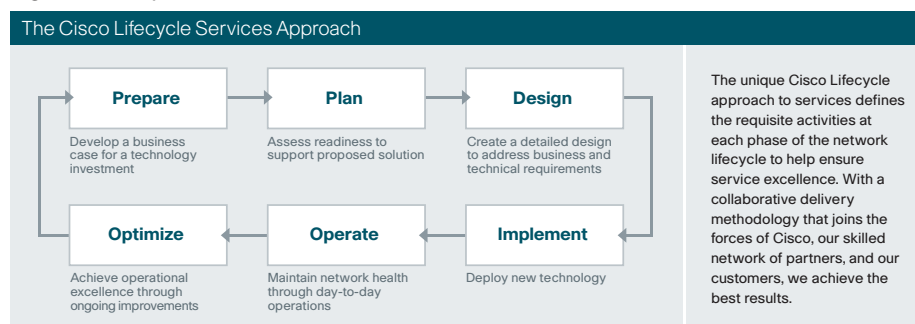 The Cisco Lifecycle Services Approach
Prepare
Develop a business
case for a technology
investment
Plan
Assess readiness to
support proposed solution
Design
Create a detailed design
to address business and
technical requirements
Optimize
Achieve operational
excellence through
ongoing improvements
Operate
Maintain network health
through day-to-day
operations
Implement
Deploy new technology
The unique Cisco Lifecycle
approach to services defines
the requisite activities at
each phase of the network
lifecycle to help ensure
service excellence. With a
collaborative delivery
methodology that joins the
forces of Cisco, our skilled
network of partners, and our
customers, we achieve the
best results.